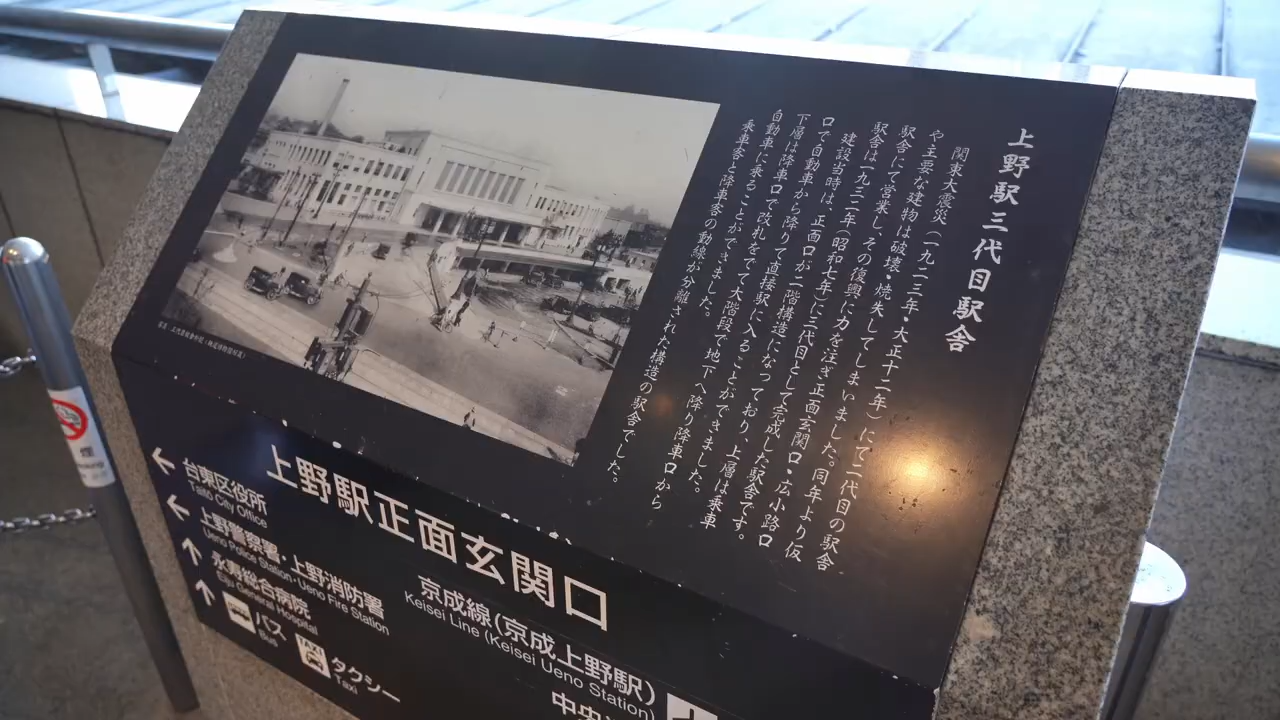 上野駅三代目駅舎
関東大震災（一九二三年・大正十二年）にて二代目の駅舎
や主要な建物は破壊・焼失してしまいました。同年より仮
駅舎にて営業し、その復興に力を注ぎ正面玄関口・広小路口
駅舎は一九三二年（昭和七年）に三代目として完成した駅舎です。
建設当時は、正面口が二階構造になっており、上層は乗車
口で自動車から降りて直接駅に入ることができました。
下層は降車口で改札をでて大階段で地下へ降り降車口から
自動車に乗ることができました。
乗車客と降車客の動線が分離された構造の駅舎でした。
上野駅正面玄関口
台東区役所
Taito City Office
上野警察署・上野消防署
Ueno Police Station・Ueno Fire Station
永寿総合病院
Eiju General Hospital
バス
Bus
TAXI
タクシー
Taxi
京成線(京成上野駅)
Keisei Line (Keisei Ueno Station)
中央